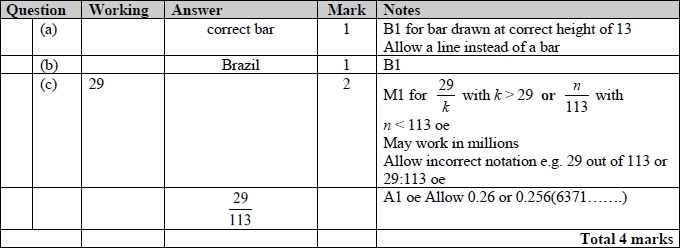 Question Working Answer Mark Notes
(a) correct bar 1 B1 for bar drawn at correct height of 13
Allow a line instead of a bar
(b) Brazil 1 B1
(c) 29 2 M1 for 29/k with k > 29 or n/113 with
n < 113 oe
May work in millions
Allow incorrect notation e.g. 29 out of 113 or
29:113 oe
29/113 A1 oe Allow 0.26 or 0.256(6371…….)
Total 4 marks